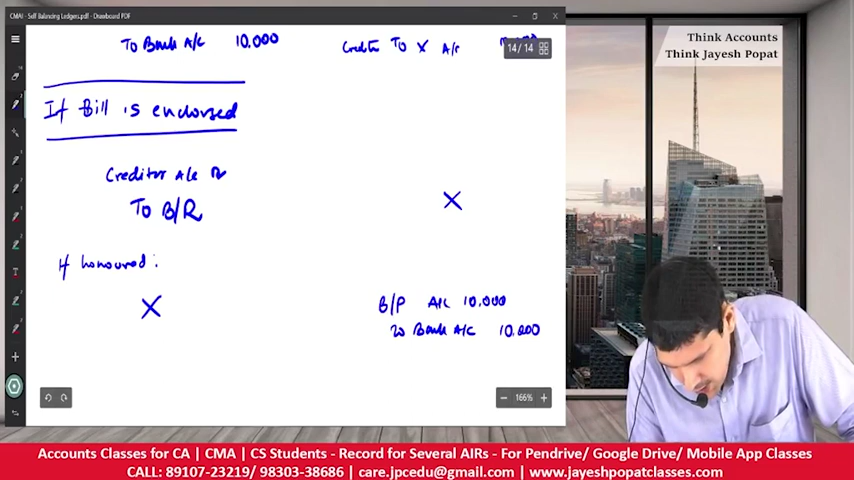 CMAI - Self Balancing Ledgers.pdf - Drawboard PDF
To Bank A/c 10.000
Creditor To X A/c
14 / 14
Think Accounts
Think Jayesh Popat
If Bill is endorsed
Creditor A/c Dr
To B/R
X
If honoured :
X
B/P A/c 10.000
To Bank A/c 10.000
166%
Accounts Classes for CA | CMA | CS Students - Record for Several AIRs - For Pendrive/ Google Drive/ Mobile App Classes
CALL: 89107-23219/ 98303-38686 | care.jpcedu@gmail.com | www.jayeshpopatclasses.com